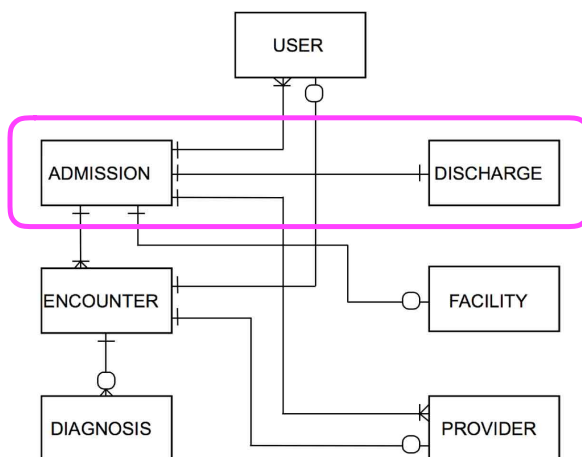 USER
ADMISSION
DISCHARGE
ENCOUNTER
FACILITY
DIAGNOSIS
PROVIDER